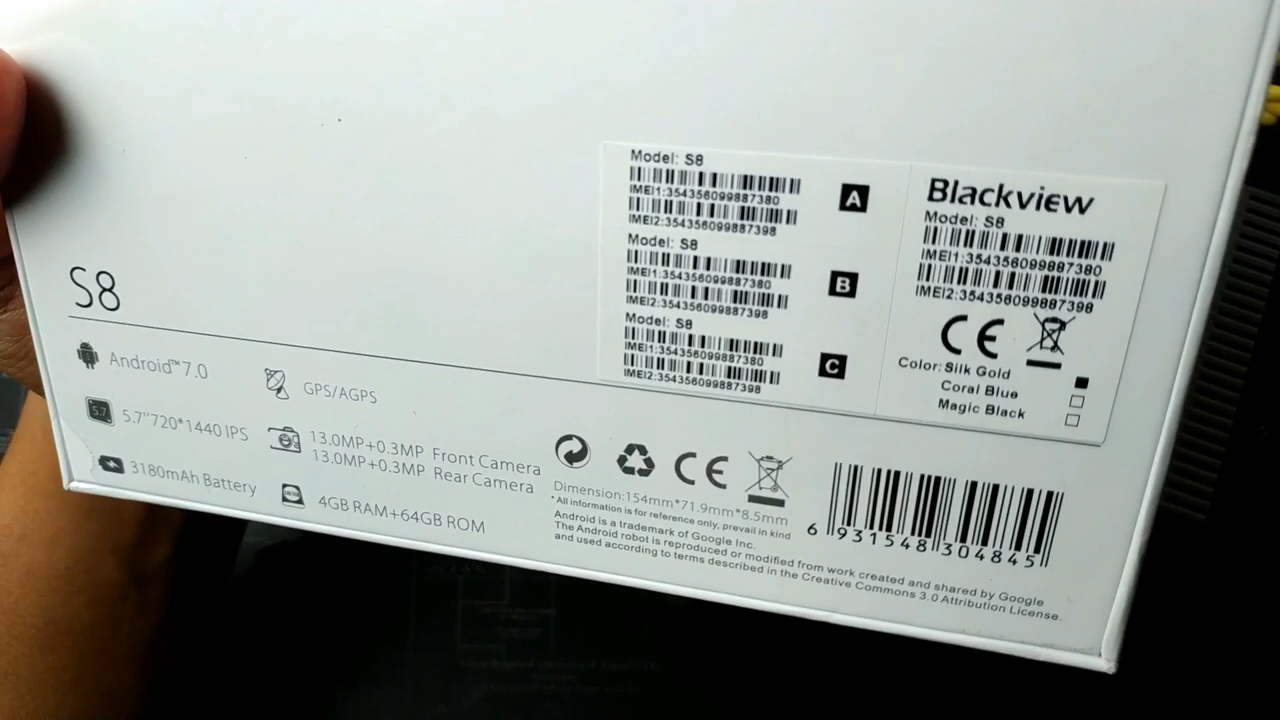 Model: S8
IMEI1:354356099887380
IMEI2:354356099887398
A
Model: S8
IMEI1:354356099887380
IMEI2:354356099887398
B
Model: S8
IMEI1:354356099887380
IMEI2:354356099887398
C
Blackview
Model: S8
IMEI1:354356099887380
IMEI2:354356099887398
CE
Color: Silk Gold
Coral Blue
Magic Black
S8
Android™7.0
5.7
5.7"720*1440 IPS
3180mAh Battery
GPS/AGPS
13.0MP+0.3MP Front Camera
13.0MP+0.3MP Rear Camera
4GB RAM+64GB ROM
CE
Dimension:154mm*71.9mm*8.5mm
*All information is for reference only, prevail in kind
Android is a trademark of Google Inc.
The Android robot is reproduced or modified from work created and shared by Google
and used according to terms described in the Creative Commons 3.0 Attribution License.
6 931548 304845